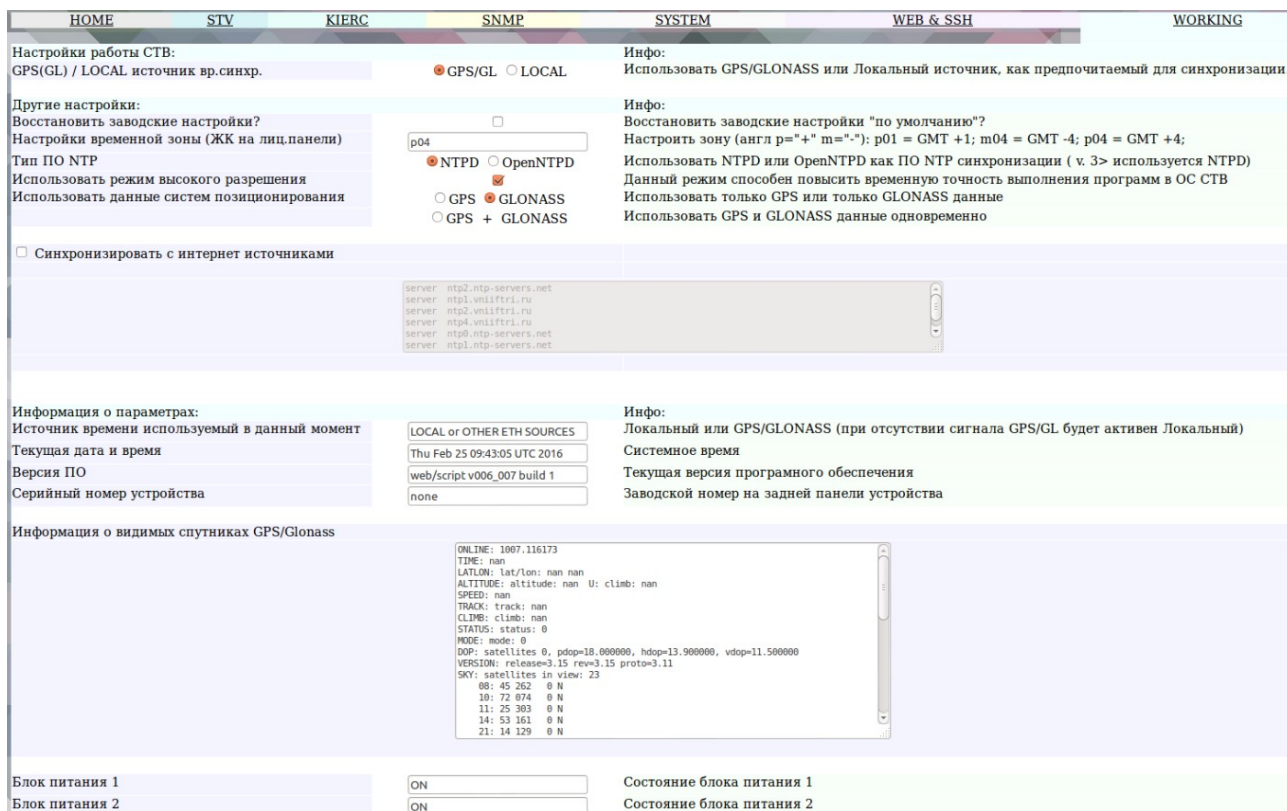 HOME STV KIERC SNMP SYSTEM WEB & SSH WORKING
Настройки работы СТВ: Инфо:
GPS(GL) / LOCAL источник вр.синхр. GPS/GL LOCAL Использовать GPS/GLONASS или Локальный источник, как предпочитаемый для синхронизации
Другие настройки: Инфо:
Восстановить заводские настройки? Восстановить заводские настройки "по умолчанию"?
Настройки временной зоны (ЖК на лиц.панели) p04 Настроить зону (англ p="+" m="-"): p01 = GMT +1; m04 = GMT -4; p04 = GMT +4;
Тип ПО NTP NTPD OpenNTPD Использовать NTPD или OpenNTPD как ПО NTP синхронизации ( v. 3> используется NTPD)
Использовать режим высокого разрешения Данный режим способен повысить временную точность выполнения программ в ОС СТВ
Использовать данные систем позиционирования GPS GLONASS Использовать только GPS или только GLONASS данные
GPS + GLONASS Использовать GPS и GLONASS данные одновременно
Синхронизировать с интернет источниками
server ntp2.ntp-servers.net
server ntp1.vniiftri.ru
server ntp2.vniiftri.ru
server ntp4.vniiftri.ru
server ntp0.ntp-servers.net
server ntp1.ntp-servers.net
Информация о параметрах: Инфо:
Источник времени используемый в данный момент LOCAL or OTHER ETH SOURCES Локальный или GPS/GLONASS (при отсутствии сигнала GPS/GL будет активен Локальный)
Текущая дата и время Thu Feb 25 09:43:05 UTC 2016 Системное время
Версия ПО web/script v006_007 build 1 Текущая версия програмного обеспечения
Серийный номер устройства none Заводской номер на задней панели устройства
Информация о видимых спутниках GPS/Glonass
ONLINE: 1007.116173
TIME: nan
LATLON: lat/lon: nan nan
ALTITUDE: altitude: nan U: climb: nan
SPEED: nan
TRACK: track: nan
CLIMB: climb: nan
STATUS: status: 0
MODE: mode: 0
DOP: satellites 0, pdop=18.000000, hdop=13.900000, vdop=11.500000
VERSION: release=3.15 rev=3.15 proto=3.11
SKY: satellites in view: 23
08: 45 262 0 N
10: 72 074 0 N
11: 25 303 0 N
14: 53 161 0 N
21: 14 129 0 N
Блок питания 1 ON Состояние блока питания 1
Блок питания 2 ON Состояние блока питания 2